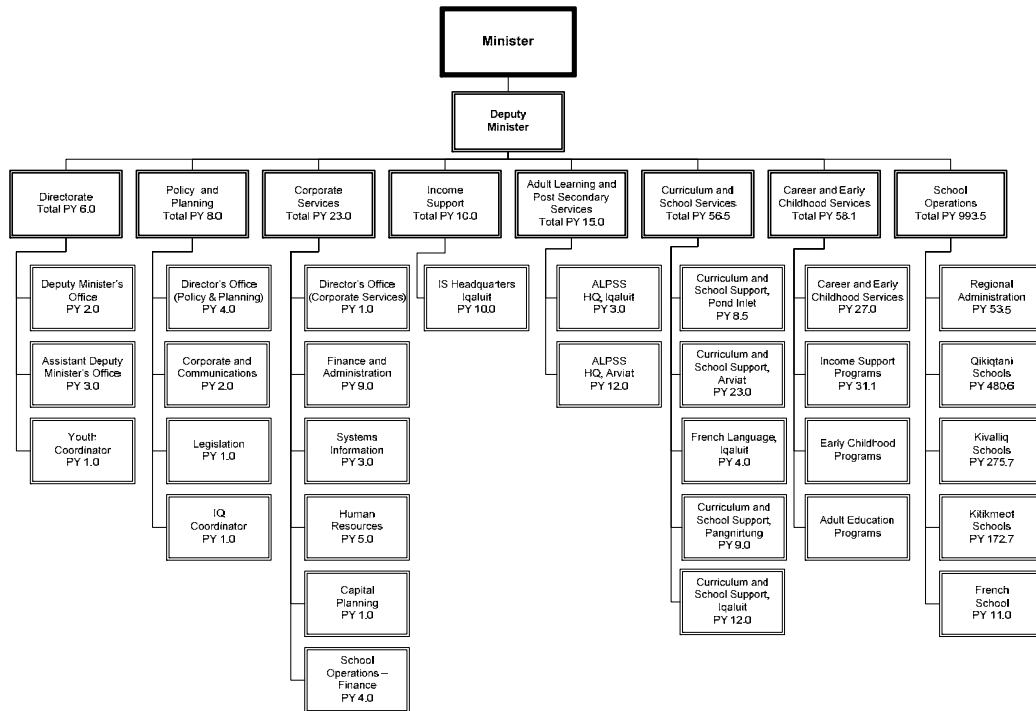 Minister
Deputy
Minister
Directorate
Total PY 6.0
Policy and
Planning
Total PY 8.0
Corporate
Services
Total PY 23.0
Income
Support
Total PY 10.0
Adult Learning and
Post Secondary
Services
Total PY 15.0
Curriculum and
School Services
Total PY 56.5
Career and Early
Childhood Services
Total PY 58.1
School
Operations
Total PY 993.5
Deputy Minister's
Office
PY 2.0
Assistant Deputy
Minister's Office
PY 3.0
Youth
Coordinator
PY 1.0
Director's Office
(Policy & Planning)
PY 4.0
Corporate and
Communications
PY 2.0
Legislation
PY 1.0
IQ
Coordinator
PY 1.0
Director's Office
(Corporate Services)
PY 1.0
Finance and
Administration
PY 9.0
Systems
Information
PY 3.0
Human
Resources
PY 5.0
Capital
Planning
PY 1.0
School
Operations –
Finance
PY 4.0
IS Headquarters
Iqaluit
PY 10.0
ALPSS
HQ, Iqaluit
PY 3.0
ALPSS
HQ, Arviat
PY 12.0
Curriculum and
School Support,
Pond Inlet
PY 8.5
Curriculum and
School Support,
Arviat
PY 23.0
French Language,
Iqaluit
PY 4.0
Curriculum and
School Support,
Pangnirtung
PY 9.0
Curriculum and
School Support,
Iqaluit
PY 12.0
Career and Early
Childhood Services
PY 27.0
Income Support
Programs
PY 31.1
Early Childhood
Programs
Adult Education
Programs
Regional
Administration
PY 53.5
Qikiqtani
Schools
PY 480.6
Kivalliq
Schools
PY 275.7
Kitikmeot
Schools
PY 172.7
French
School
PY 11.0